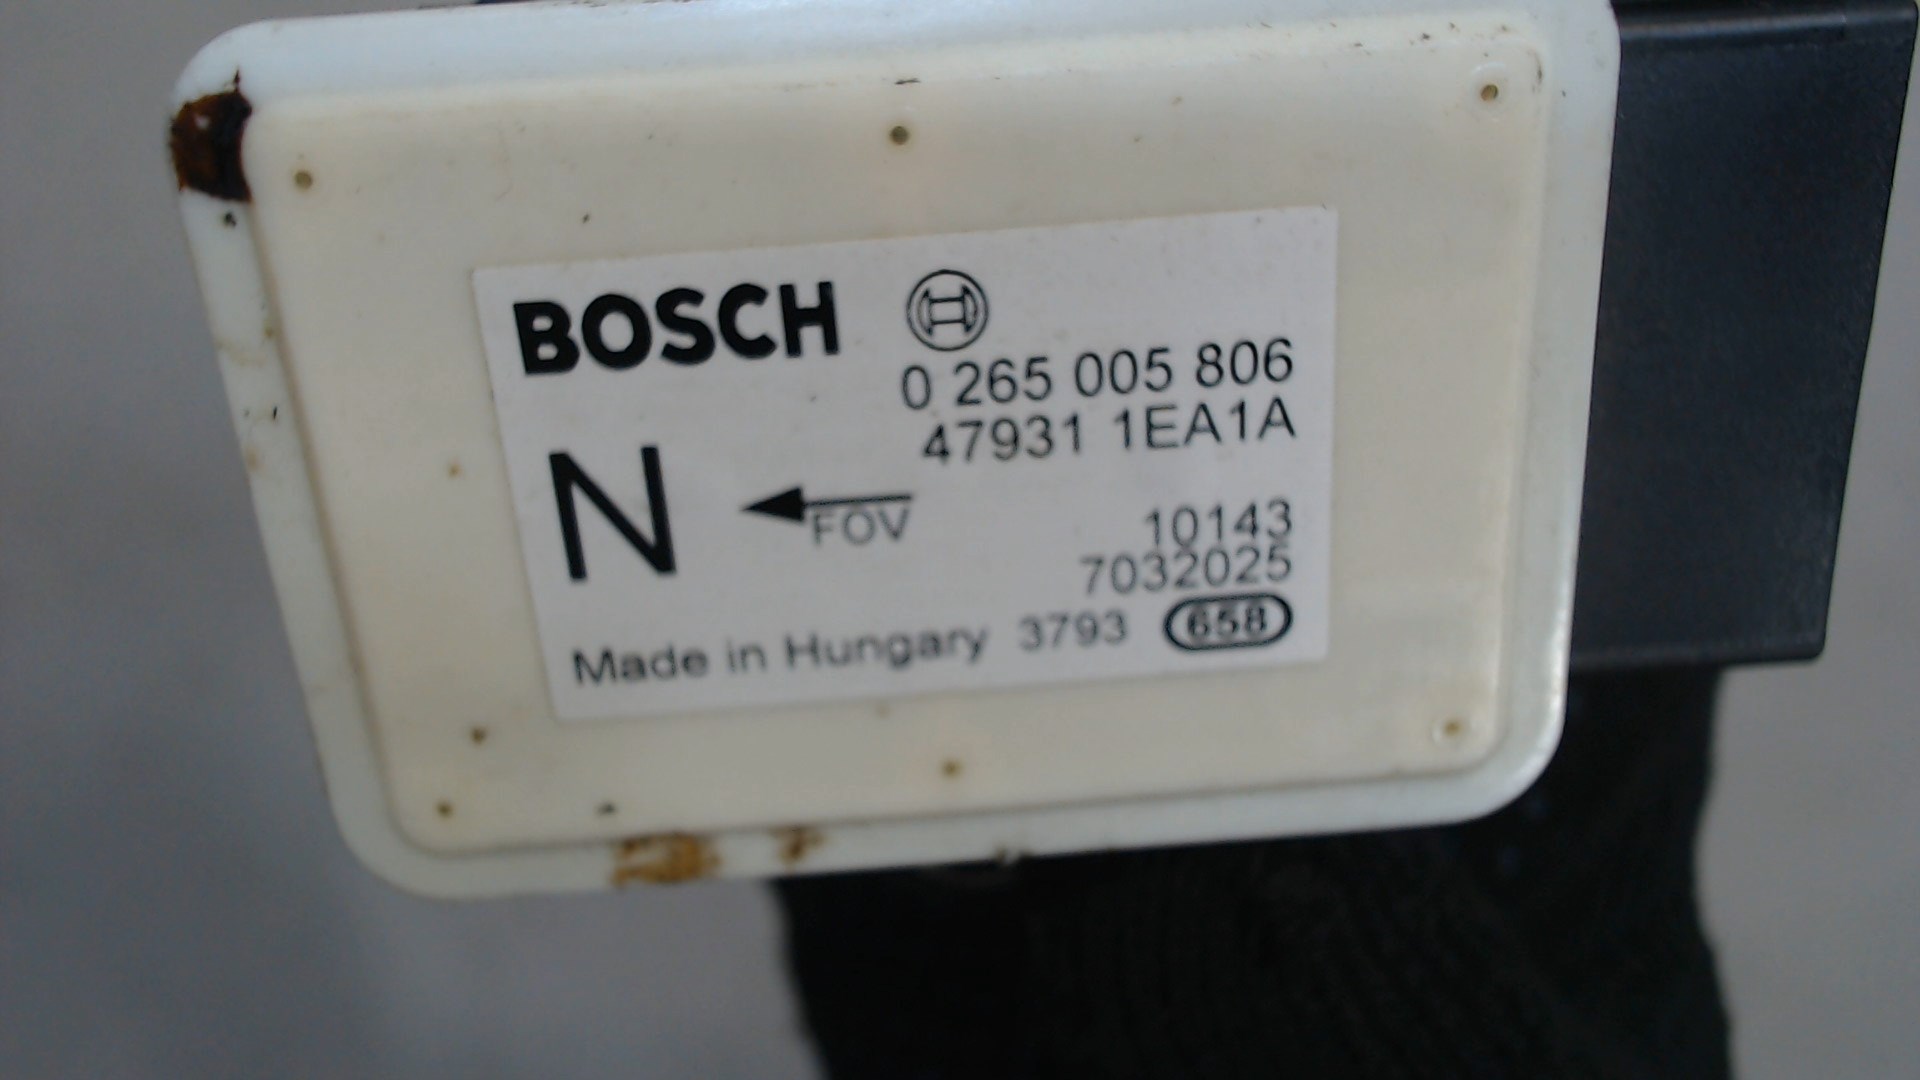 BOSCH
0 265 005 806
47931 1EA1A
N
FOV
10143
7032025
Made in Hungary 3793 658